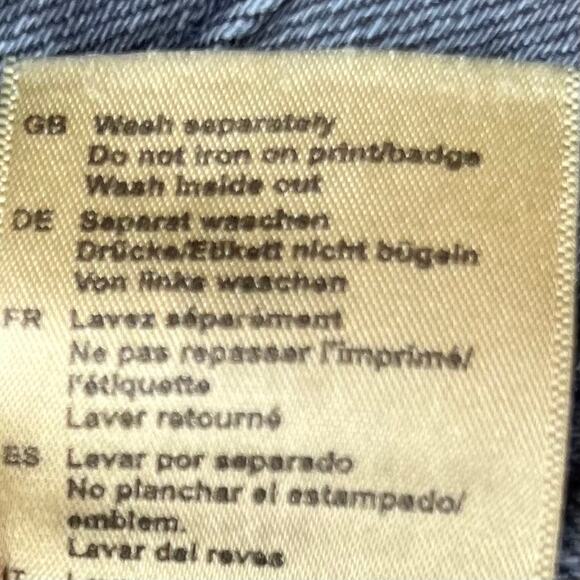 GB Wash separately
Do not iron on print/badge
Wash inside out
DE Separat waschen
Drücke/Etikett nicht bügeln
Von links waschen
FR Lavez séparément
Ne pas repasser l'imprimé/
l'étiquette
Laver retourné
ES Lavar por separado
No planchar el estampado/
emblem.
Lavar del reves